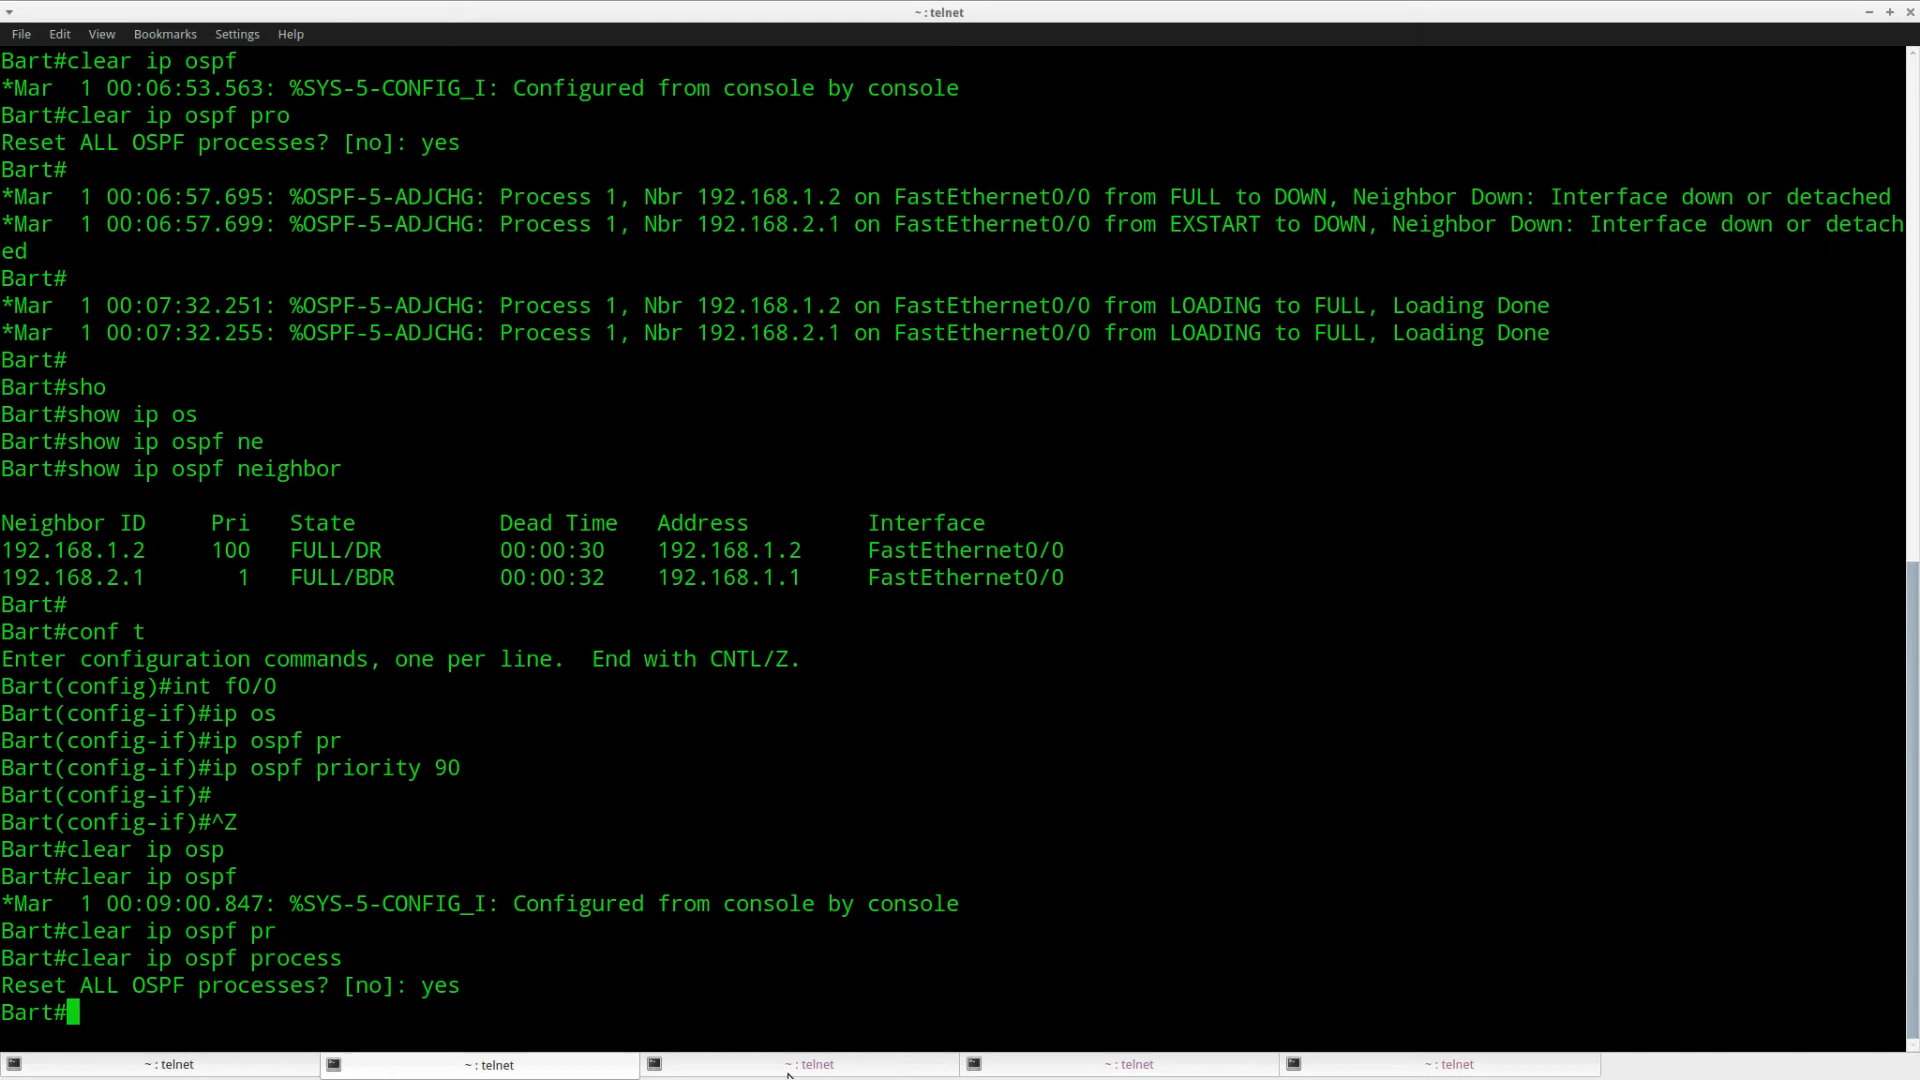 ~ : telnet
File Edit View Bookmarks Settings Help
Bart#clear ip ospf
*Mar  1 00:06:53.563: %SYS-5-CONFIG_I: Configured from console by console
Bart#clear ip ospf pro
Reset ALL OSPF processes? [no]: yes
Bart#
*Mar  1 00:06:57.695: %OSPF-5-ADJCHG: Process 1, Nbr 192.168.1.2 on FastEthernet0/0 from FULL to DOWN, Neighbor Down: Interface down or detached
*Mar  1 00:06:57.699: %OSPF-5-ADJCHG: Process 1, Nbr 192.168.2.1 on FastEthernet0/0 from EXSTART to DOWN, Neighbor Down: Interface down or detach
ed
Bart#
*Mar  1 00:07:32.251: %OSPF-5-ADJCHG: Process 1, Nbr 192.168.1.2 on FastEthernet0/0 from LOADING to FULL, Loading Done
*Mar  1 00:07:32.255: %OSPF-5-ADJCHG: Process 1, Nbr 192.168.2.1 on FastEthernet0/0 from LOADING to FULL, Loading Done
Bart#
Bart#sho
Bart#show ip os
Bart#show ip ospf ne
Bart#show ip ospf neighbor
Neighbor ID     Pri   State           Dead Time   Address         Interface
192.168.1.2     100   FULL/DR         00:00:30    192.168.1.2     FastEthernet0/0
192.168.2.1       1   FULL/BDR        00:00:32    192.168.1.1     FastEthernet0/0
Bart#
Bart#conf t
Enter configuration commands, one per line.  End with CNTL/Z.
Bart(config)#int f0/0
Bart(config-if)#ip os
Bart(config-if)#ip ospf pr
Bart(config-if)#ip ospf priority 90
Bart(config-if)#
Bart(config-if)#^Z
Bart#clear ip osp
Bart#clear ip ospf
*Mar  1 00:09:00.847: %SYS-5-CONFIG_I: Configured from console by console
Bart#clear ip ospf pr
Bart#clear ip ospf process
Reset ALL OSPF processes? [no]: yes
Bart#
~ : telnet ~ : telnet ~ : telnet ~ : telnet ~ : telnet